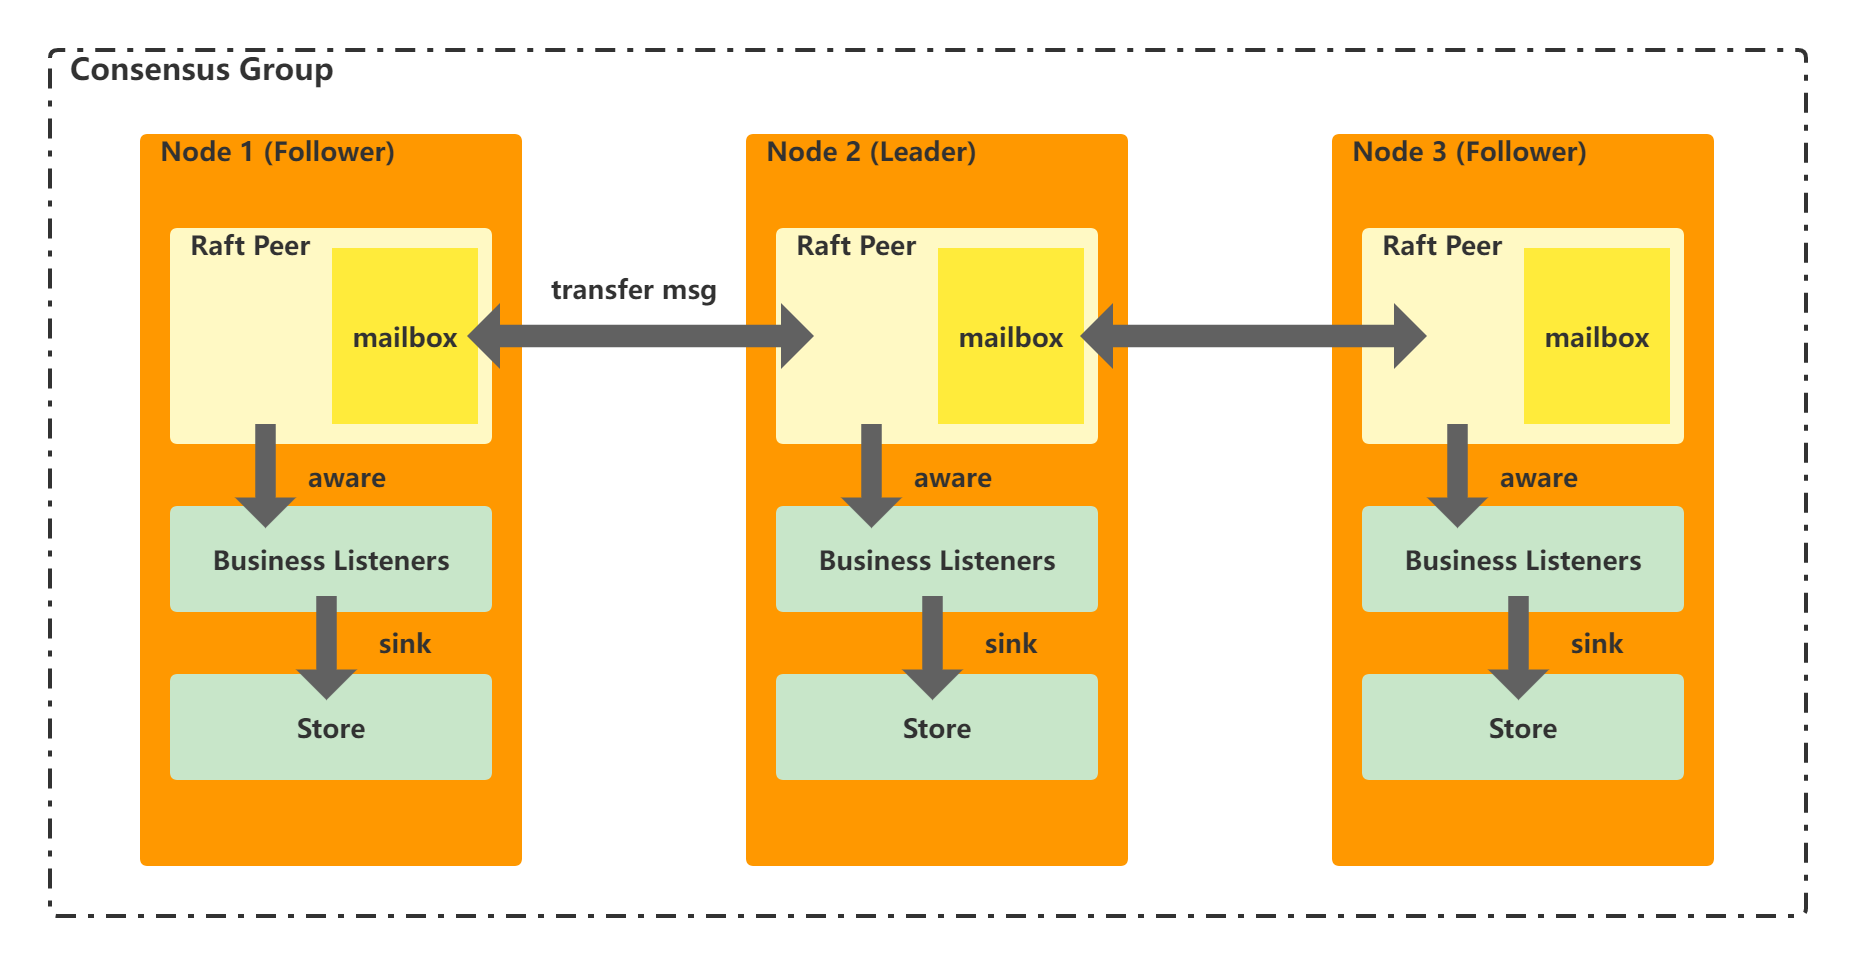 Consensus Group
Node 1 (Follower)
Raft Peer
mailbox
aware
Business Listeners
sink
Store
transfer msg
Node 2 (Leader)
Raft Peer
mailbox
aware
Business Listeners
sink
Store
Node 3 (Follower)
Raft Peer
mailbox
aware
Business Listeners
sink
Store